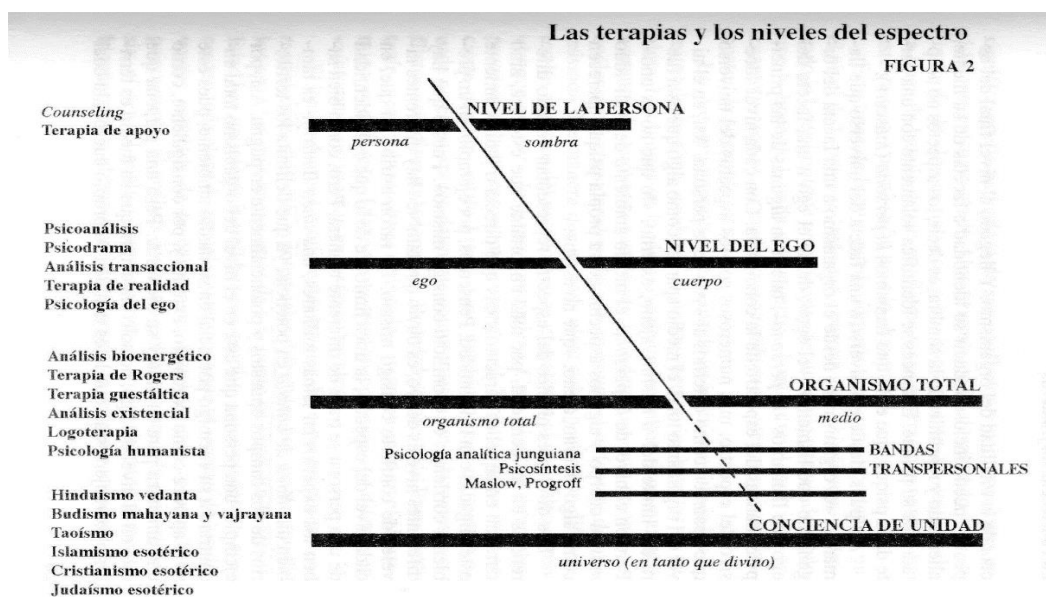 Las terapias y los niveles del espectro
FIGURA 2
Counseling
Terapia de apoyo
NIVEL DE LA PERSONA
persona
sombra
Psicoanálisis
Psicodrama
Análisis transaccional
Terapia de realidad
Psicología del ego
NIVEL DEL EGO
ego
cuerpo
Análisis bioenergético
Terapia de Rogers
Terapia guestáltica
Análisis existencial
Logoterapia
Psicología humanista
ORGANISMO TOTAL
organismo total
medio
Psicología analítica junguiana
Psicosíntesis
Maslow, Progroff
BANDAS
TRANSPERSONALES
Hinduismo vedanta
Budismo mahayana y vajrayana
Taoísmo
Islamismo esotérico
Cristianismo esotérico
Judaísmo esotérico
CONCIENCIA DE UNIDAD
universo (en tanto que divino)